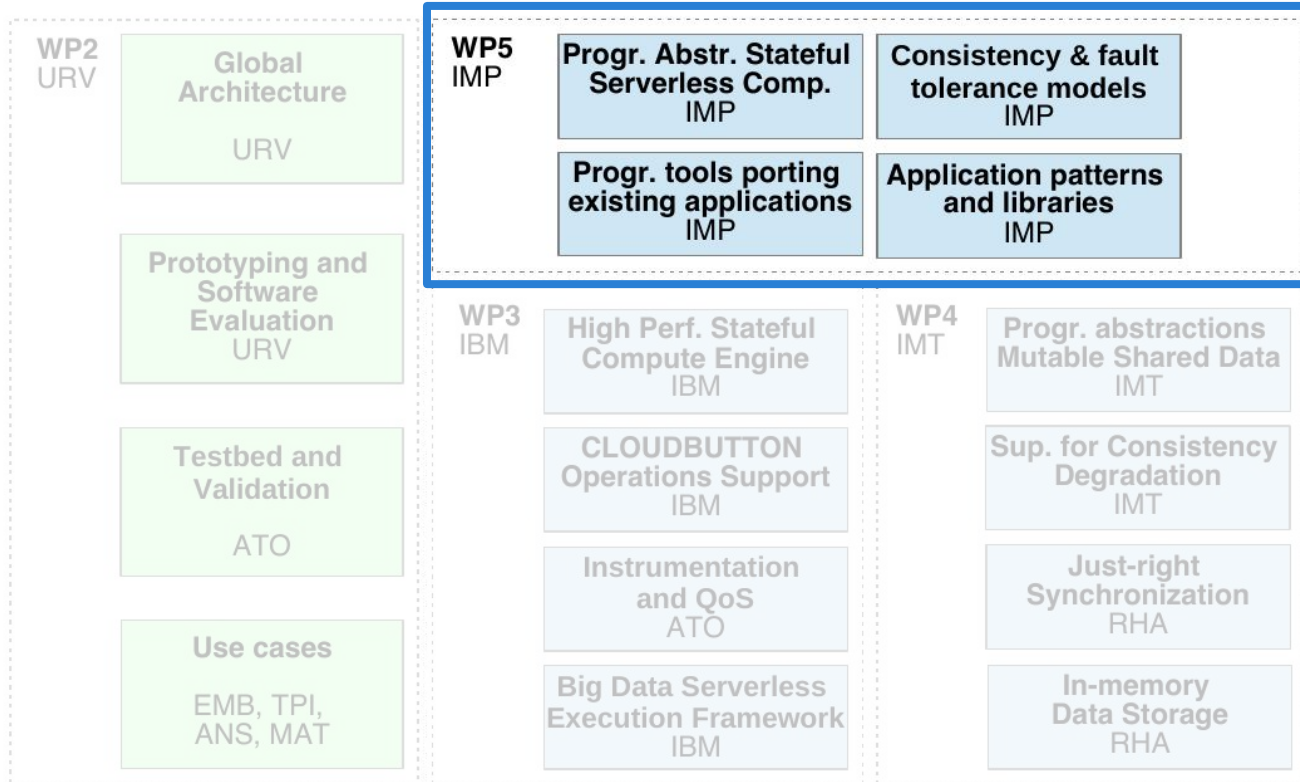 WP2
URV
Global
Architecture
URV
Prototyping and
Software
Evaluation
URV
Testbed and
Validation
ATO
Use cases
EMB, TPI,
ANS, MAT
WP5
IMP
Progr. Abstr. Stateful
Serverless Comp.
IMP
Consistency & fault
tolerance models
IMP
Progr. tools porting
existing applications
IMP
Application patterns
and libraries
IMP
WP3
IBM
High Perf. Stateful
Compute Engine
IBM
CLOUDBUTTON
Operations Support
IBM
Instrumentation
and QoS
ATO
Big Data Serverless
Execution Framework
IBM
WP4
IMT
Progr. abstractions
Mutable Shared Data
IMT
Sup. for Consistency
Degradation
IMT
Just-right
Synchronization
RHA
In-memory
Data Storage
RHA